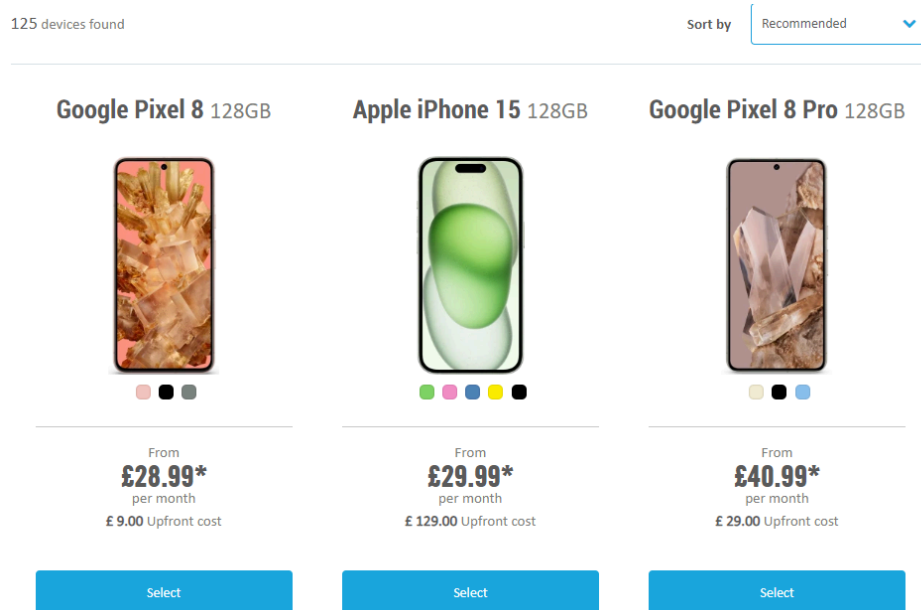 125 devices found
Sort by
Recommended
Google Pixel 8 128GB
Apple iPhone 15 128GB
Google Pixel 8 Pro 128GB
From
£28.99*
per month
£ 9.00 Upfront cost
From
£29.99*
per month
£ 129.00 Upfront cost
From
£40.99*
per month
£ 29.00 Upfront cost
Select
Select
Select